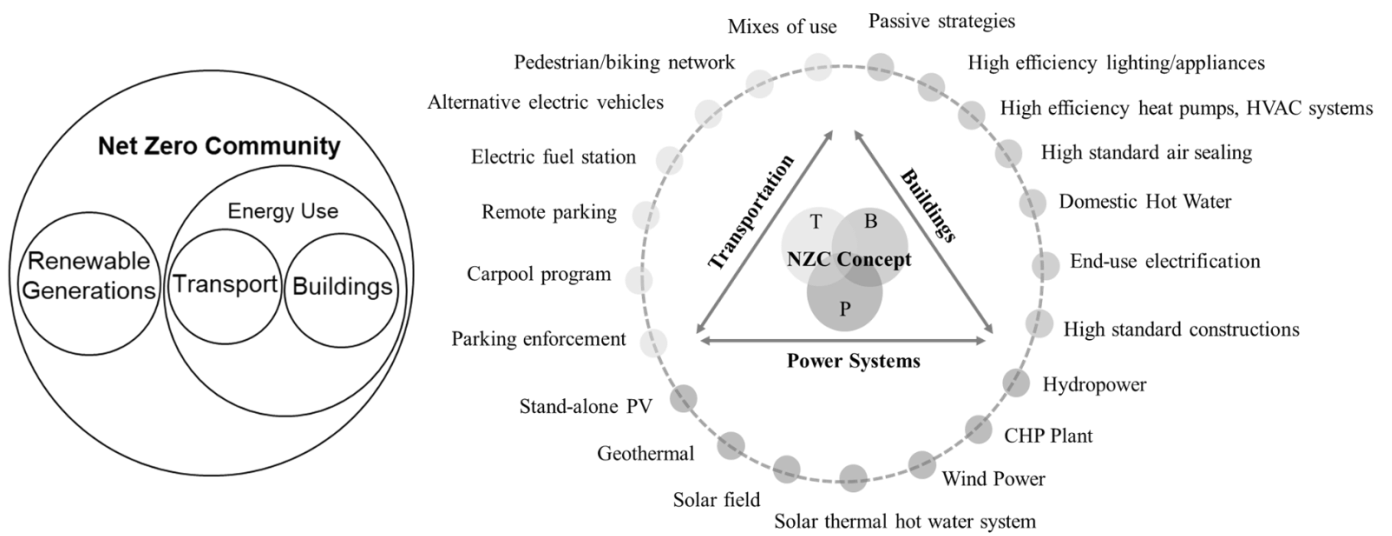 Net Zero Community
Energy Use
Renewable
Generations
Transport
Buildings
Mixes of use
Passive strategies
Pedestrian/biking network
High efficiency lighting/appliances
Alternative electric vehicles
High efficiency heat pumps, HVAC systems
Electric fuel station
High standard air sealing
Remote parking
Domestic Hot Water
Carpool program
End-use electrification
Parking enforcement
High standard constructions
Stand-alone PV
Hydropower
Geothermal
CHP Plant
Solar field
Wind Power
Solar thermal hot water system
Transportation
Buildings
T
B
NZC Concept
P
Power Systems